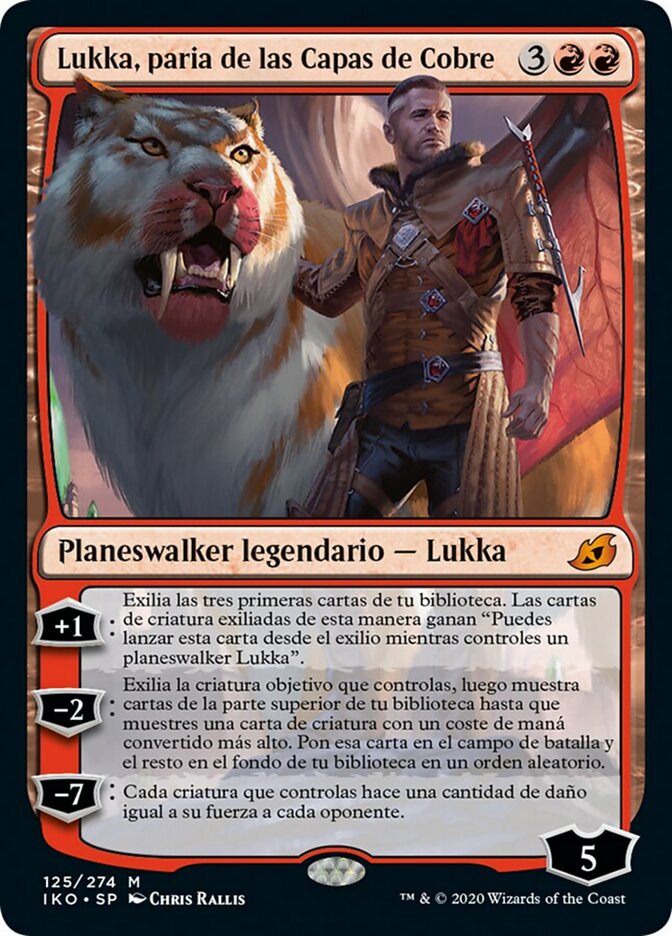 Lukka, paria de las Capas de Cobre 3
Planeswalker legendario — Lukka
+1: Exilia las tres primeras cartas de tu biblioteca. Las cartas
de criatura exiliadas de esta manera ganan “Puedes
lanzar esta carta desde el exilio mientras controles un
planeswalker Lukka”.
−2: Exilia la criatura objetivo que controlas, luego muestra
cartas de la parte superior de tu biblioteca hasta que
muestres una carta de criatura con un coste de maná
convertido más alto. Pon esa carta en el campo de batalla y
el resto en el fondo de tu biblioteca en un orden aleatorio.
−7: Cada criatura que controlas hace una cantidad de daño
igual a su fuerza a cada oponente.
5
125/274 M
IKO • SP Chris Rallis
™ & © 2020 Wizards of the Coast